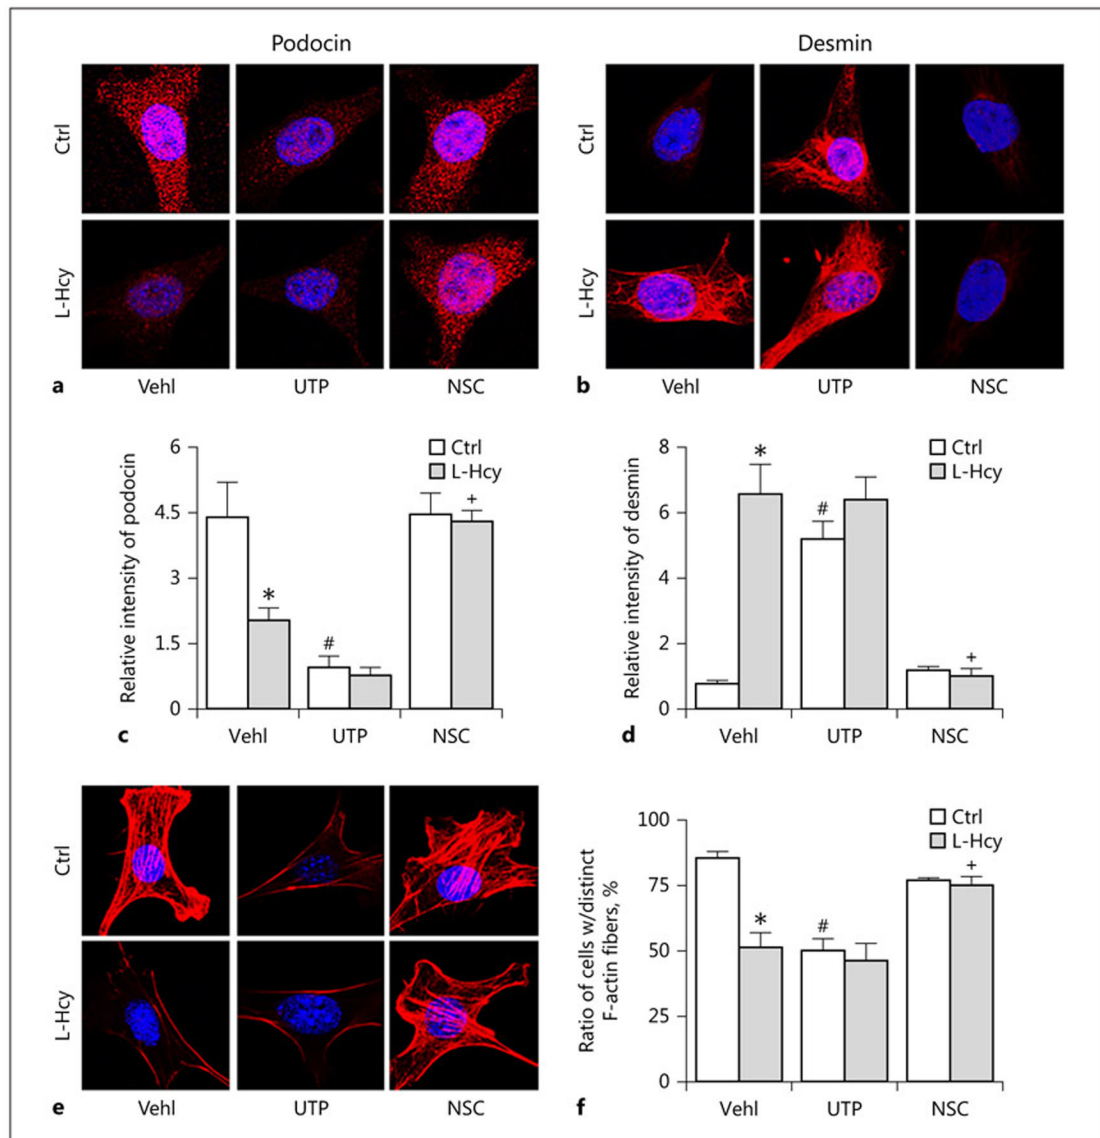 Podocin
Desmin
Ctrl
L-Hcy
a
Vehl
UTP
NSC
Ctrl
L-Hcy
b
Vehl
UTP
NSC
Relative intensity of podocin
6
4.5
3
1.5
0
Ctrl
L-Hcy
*
#
+
c
Vehl
UTP
NSC
Relative intensity of desmin
8
6
4
2
0
Ctrl
L-Hcy
*
#
+
d
Vehl
UTP
NSC
Ctrl
L-Hcy
e
Vehl
UTP
NSC
Ratio of cells w/distinct
F-actin fibers, %
100
75
50
25
0
Ctrl
L-Hcy
*
#
+
f
Vehl
UTP
NSC